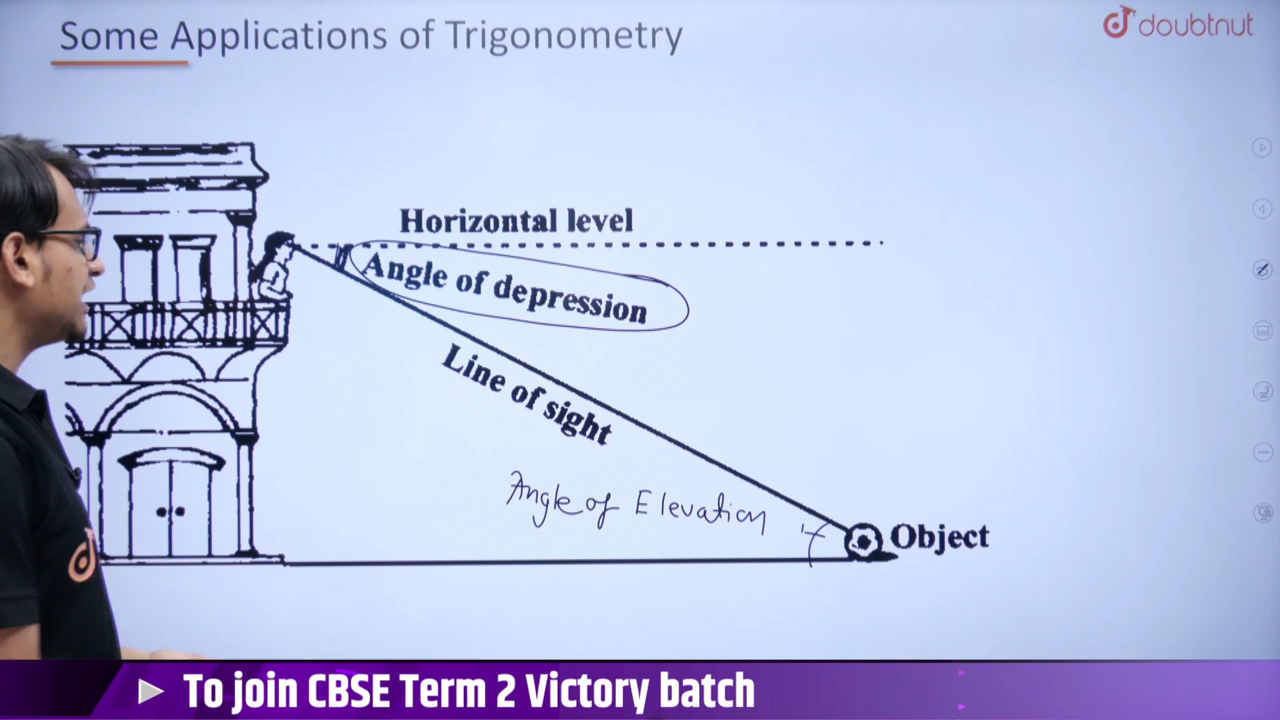 Some Applications of Trigonometry
doubtnut
Horizontal level
Angle of depression
Line of sight
Angle of Elevation
Object
To join CBSE Term 2 Victory batch